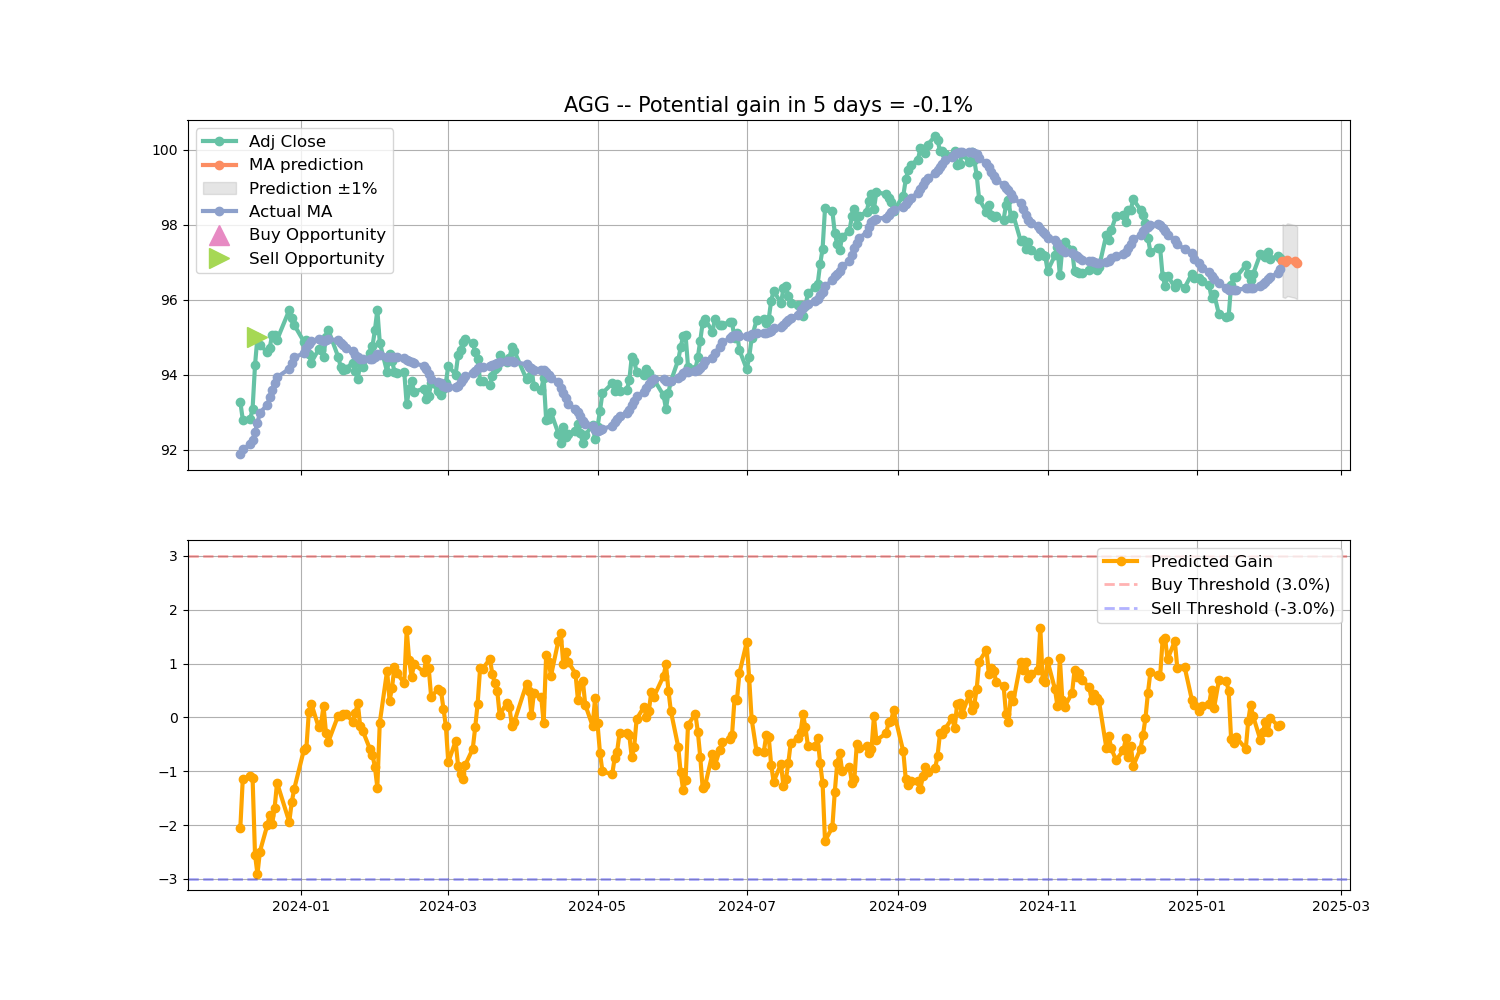 AGG -- Potential gain in 5 days = -0.1%
Adj Close
MA prediction
Prediction ±1%
Actual MA
Buy Opportunity
Sell Opportunity
100
98
96
94
92
Predicted Gain
Buy Threshold (3.0%)
Sell Threshold (-3.0%)
3
2
1
0
−1
−2
−3
2024-01
2024-03
2024-05
2024-07
2024-09
2024-11
2025-01
2025-03